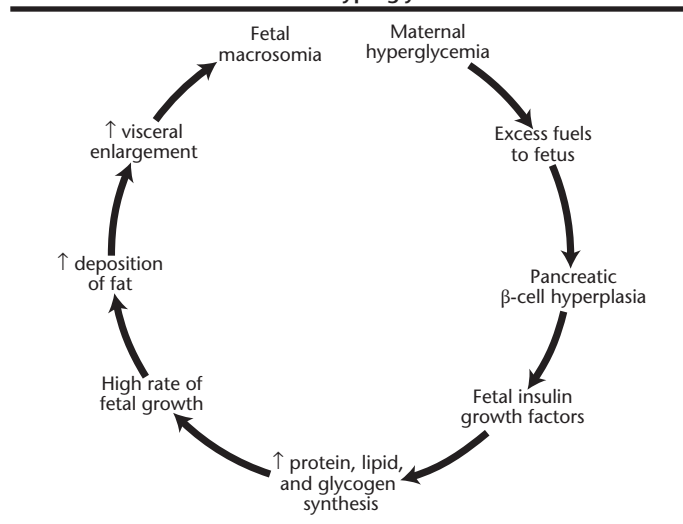 Fetal
macrosomia
Maternal
hyperglycemia
Excess fuels
to fetus
Pancreatic
β-cell hyperplasia
Fetal insulin
growth factors
↑ protein, lipid,
and glycogen
synthesis
High rate of
fetal growth
↑ deposition
of fat
↑ visceral
enlargement